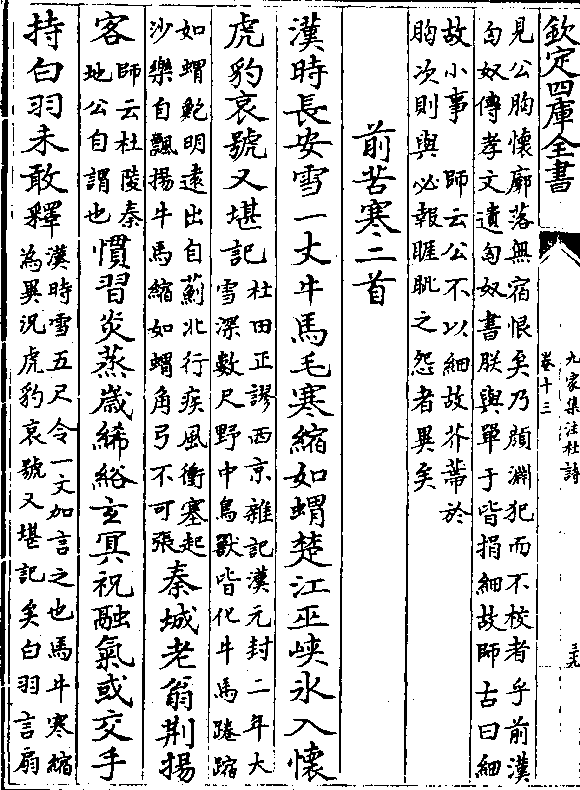 欽定四庫全書
九家集注杜詩
卷十三
三九
見公胸懷廓落無宿恨矣乃顔淵犯而不校者乎前漢
匈奴傳孝文遺匈奴書朕與單于皆捐細故師古曰細
故小事　師云公不以細故芥蔕於
胸次則與必報睚眦之怨者異矣
前苦寒二首
漢時長安雪一丈牛馬毛寒縮如蝟楚江巫峽氷入懷
虎豹哀號又堪記
杜田正謬西京雜記漢元封二年大
雪深數尺野中鳥獸皆化牛馬踡蹜
如蝟鮑明遠出自薊北行疾風衝塞起
沙樂自飄揚牛馬縮如蝟角弓不可張
秦城老翁荆揚
客
師云杜陵秦
地公自謂也
慣習炎蒸歳絺綌玄冥祝融氣或交手
持白羽未敢釋
漢時雪五尺令一文加言之也馬牛寒縮
為異況虎豹哀號又堪記矣白羽言扇